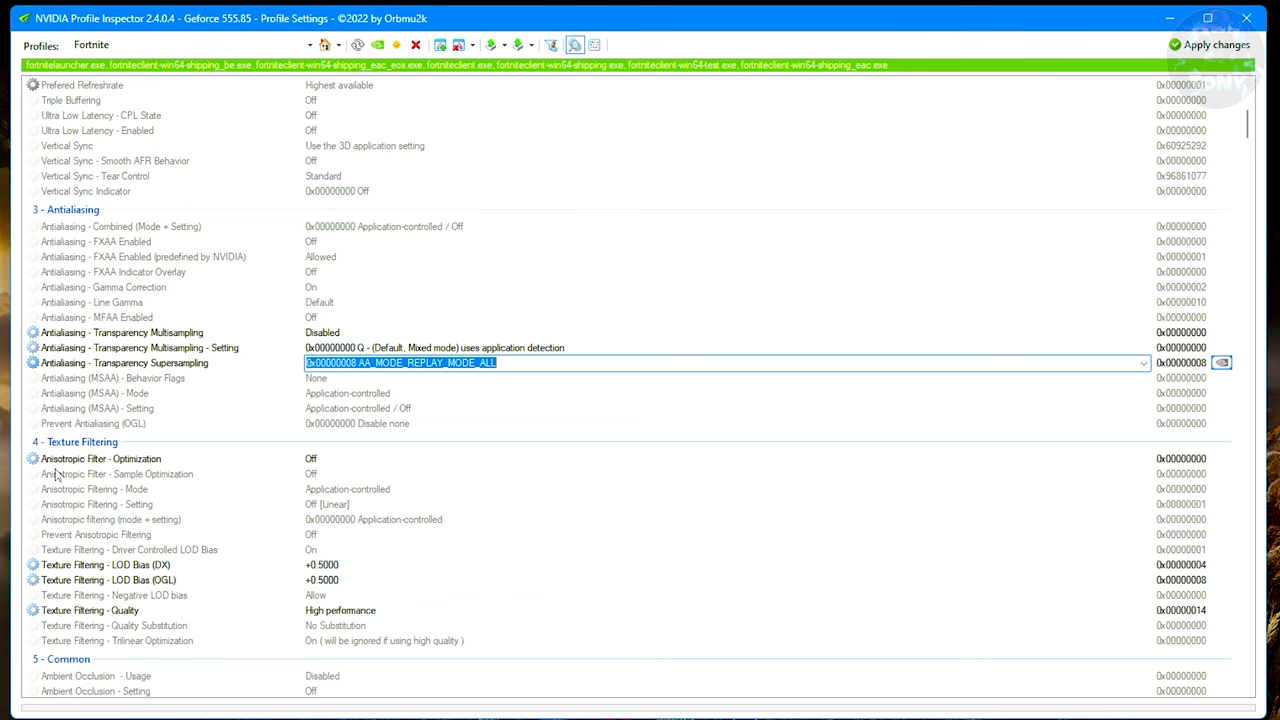 NVIDIA Profile Inspector 2.4.0.4 - Geforce 555.85 - Profile Settings - ©2022 by Orbmu2k
Profiles: Fortnite Apply changes
fortnitelauncher.exe, fortniteclient-win64-shipping_be.exe, fortniteclient-win64-shipping_eac_eos.exe, fortniteclient.exe, fortniteclient-win64-shipping.exe, fortniteclient-win64-test.exe, fortniteclient-win64-shipping_eac.exe
Prefered Refreshrate Highest available 0x00000001
Triple Buffering Off 0x00000000
Ultra Low Latency - CPL State Off 0x00000000
Ultra Low Latency - Enabled Off 0x00000000
Vertical Sync Use the 3D application setting 0x60925292
Vertical Sync - Smooth AFR Behavior Off 0x00000000
Vertical Sync - Tear Control Standard 0x96861077
Vertical Sync Indicator 0x00000000 Off 0x00000000
3 - Antialiasing
Antialiasing - Combined (Mode + Setting) 0x00000000 Application-controlled / Off 0x00000000
Antialiasing - FXAA Enabled Off 0x00000000
Antialiasing - FXAA Enabled (predefined by NVIDIA) Allowed 0x00000001
Antialiasing - FXAA Indicator Overlay Off 0x00000000
Antialiasing - Gamma Correction On 0x00000002
Antialiasing - Line Gamma Default 0x00000010
Antialiasing - MFAA Enabled Off 0x00000000
Antialiasing - Transparency Multisampling Disabled 0x00000000
Antialiasing - Transparency Multisampling - Setting 0x00000000 Q - (Default, Mixed mode) uses application detection 0x00000000
Antialiasing - Transparency Supersampling 0x00000008 AA_MODE_REPLAY_MODE_ALL 0x00000008
Antialiasing (MSAA) - Behavior Flags None 0x00000000
Antialiasing (MSAA) - Mode Application-controlled 0x00000000
Antialiasing (MSAA) - Setting Application-controlled / Off 0x00000000
Prevent Antialiasing (OGL) 0x00000000 Disable none 0x00000000
4 - Texture Filtering
Anisotropic Filter - Optimization Off 0x00000000
Anisotropic Filter - Sample Optimization Off 0x00000000
Anisotropic Filtering - Mode Application-controlled 0x00000000
Anisotropic Filtering - Setting Off [Linear] 0x00000001
Anisotropic filtering (mode + setting) 0x00000000 Application-controlled 0x00000000
Prevent Anisotropic Filtering Off 0x00000000
Texture Filtering - Driver Controlled LOD Bias On 0x00000001
Texture Filtering - LOD Bias (DX) +0.5000 0x00000004
Texture Filtering - LOD Bias (OGL) +0.5000 0x00000008
Texture Filtering - Negative LOD bias Allow 0x00000000
Texture Filtering - Quality High performance 0x00000014
Texture Filtering - Quality Substitution No Substitution 0x00000000
Texture Filtering - Trilinear Optimization On ( will be ignored if using high quality ) 0x00000000
5 - Common
Ambient Occlusion - Usage Disabled 0x00000000
Ambient Occlusion - Setting Off 0x00000000